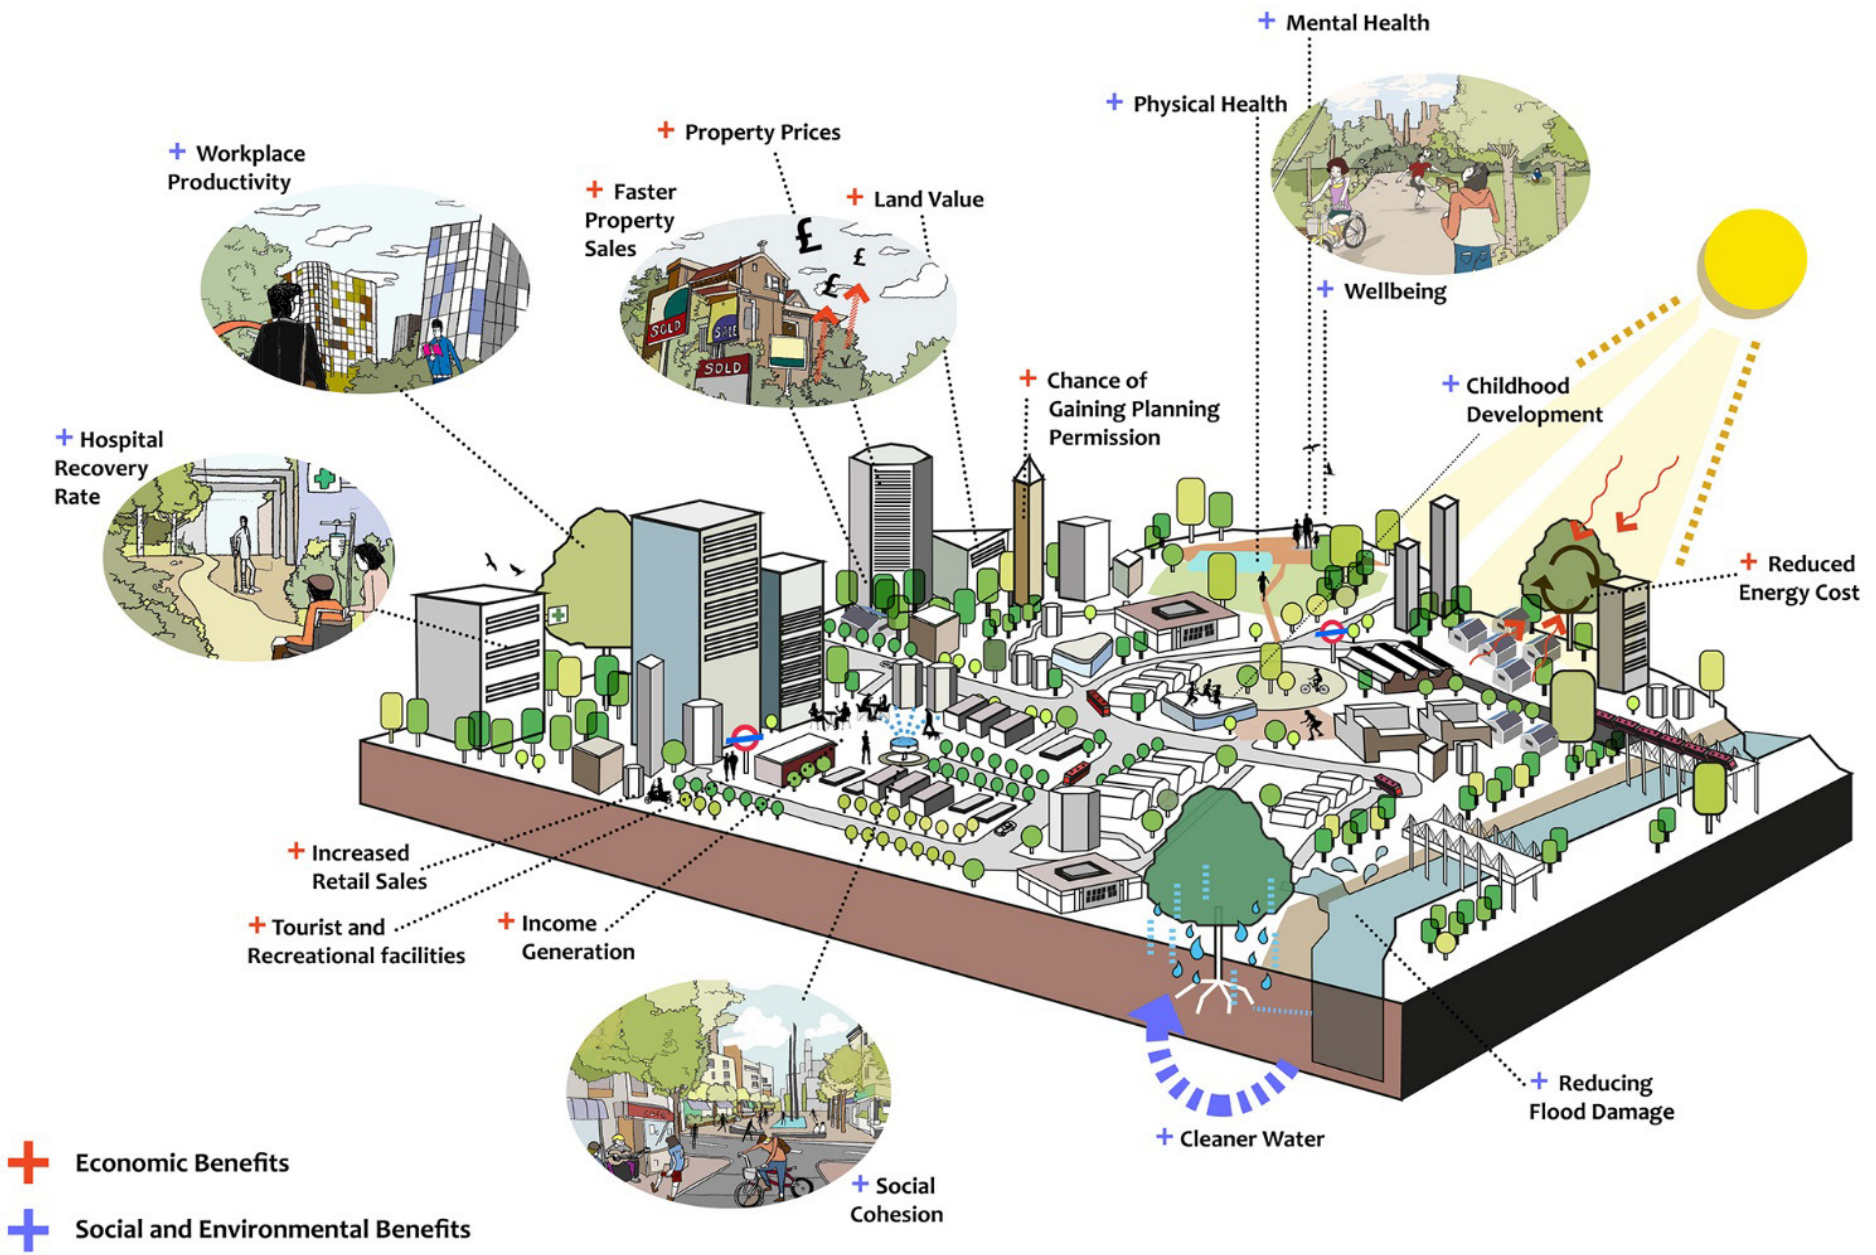 + Mental Health
+ Physical Health
+ Property Prices
+ Workplace
Productivity
+ Faster
Property
Sales
+ Land Value
£
£
£
SOLD
SALE
SOLD
+ Wellbeing
+ Chance of
Gaining Planning
Permission
+ Childhood
Development
+ Hospital
Recovery
Rate
+ Reduced
Energy Cost
+ Increased
Retail Sales
+ Tourist and
Recreational facilities
+ Income
Generation
+ Reducing
Flood Damage
+ Cleaner Water
cafe
+ Social
Cohesion
+ Economic Benefits
+ Social and Environmental Benefits